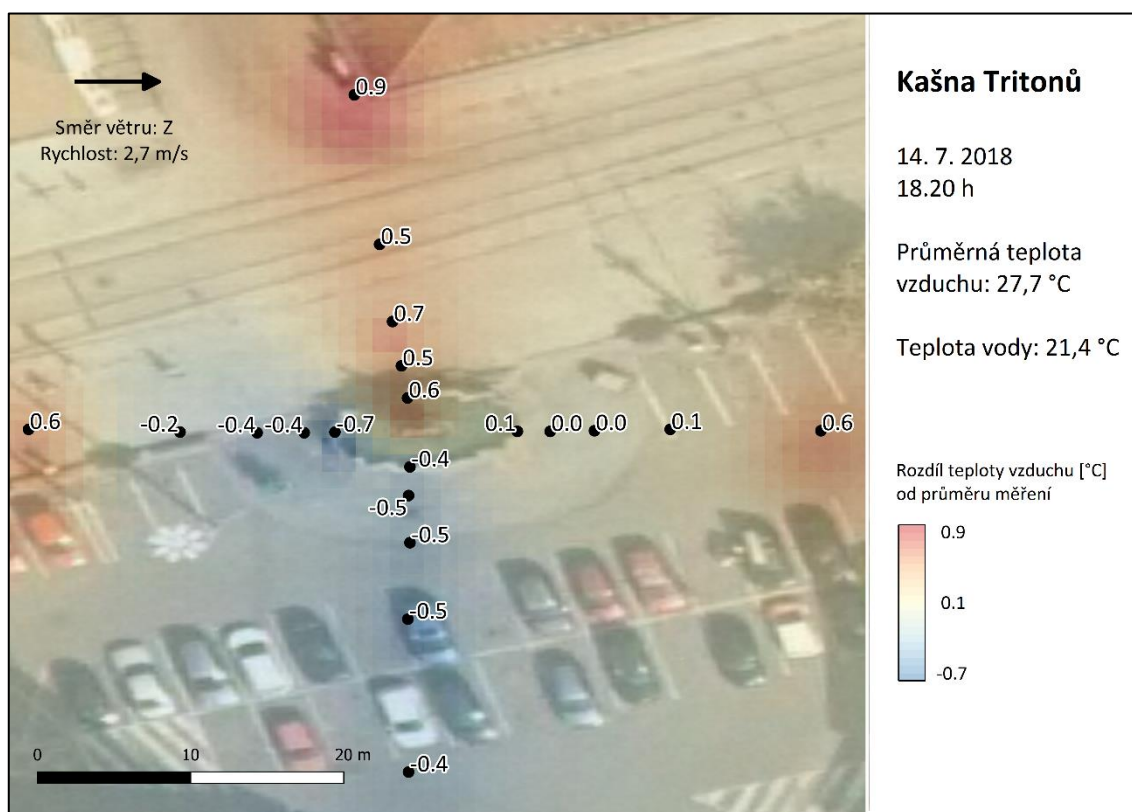 Směr větru: Z
Rychlost: 2,7 m/s
0.9
0.5
0.7
0.5
0.6
0.6
-0.2
-0.4
-0.4
-0.7
0.1
0.0
0.0
0.1
0.6
-0.4
-0.5
-0.5
-0.5
-0.4
0 10 20 m
Kašna Tritonů
14. 7. 2018
18.20 h
Průměrná teplota
vzduchu: 27,7 °C
Teplota vody: 21,4 °C
Rozdíl teploty vzduchu [°C]
od průměru měření
0.9
0.1
-0.7